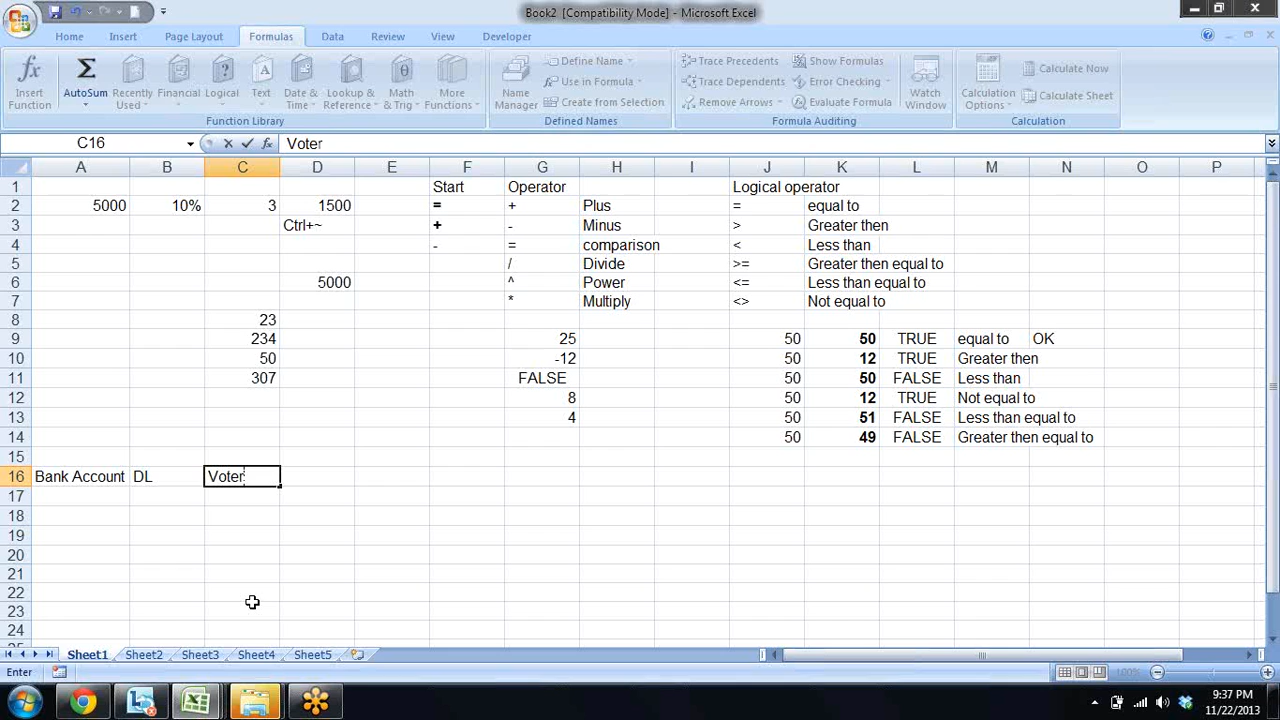 Book2 [Compatibility Mode] - Microsoft Excel
Home Insert Page Layout Formulas Data Review View Developer
Insert Function
AutoSum
Recently Used
Financial
Logical
Text
Date & Time
Lookup & Reference
Math & Trig
More Functions
Function Library
Name Manager
Define Name
Use in Formula
Create from Selection
Defined Names
Trace Precedents
Trace Dependents
Remove Arrows
Show Formulas
Error Checking
Evaluate Formula
Formula Auditing
Watch Window
Calculation Options
Calculate Now
Calculate Sheet
Calculation
C16 fx Voter
A B C D E F G H I J K L M N O P
1 Start Operator Logical operator
2 5000 10% 3 1500 = + Plus = equal to
3 Ctrl+~ + - Minus > Greater then
4 - = comparison < Less than
5 / Divide >= Greater then equal to
6 5000 ^ Power <= Less than equal to
7 * Multiply <> Not equal to
8 23
9 234 25 50 50 TRUE equal to OK
10 50 -12 50 12 TRUE Greater then
11 307 FALSE 50 50 FALSE Less than
12 8 50 12 TRUE Not equal to
13 4 50 51 FALSE Less than equal to
14 50 49 FALSE Greater then equal to
15
16 Bank Account DL Voter
17
18
19
20
21
22
23
24
Sheet1 Sheet2 Sheet3 Sheet4 Sheet5
Enter 100%
9:37 PM
11/22/2013